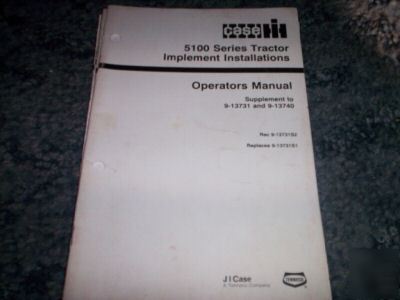 case IH
5100 Series Tractor
Implement Installations
Operators Manual
Supplement to
9-13731 and 9-13740
Rac 9-13731S2
Replaces 9-13731S1
J I Case
A Tenneco Company
TENNECO